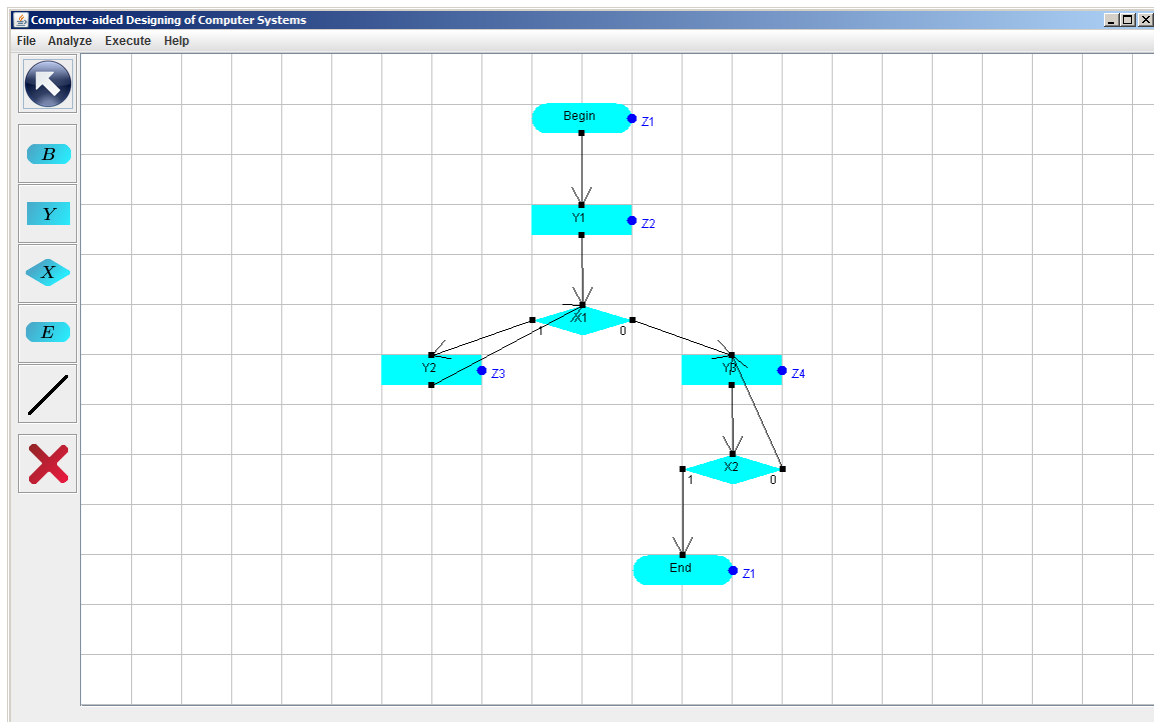 Computer-aided Designing of Computer Systems
File Analyze Execute Help
B
Y
X
E
Begin
Z1
Y1
Z2
X1
1
0
Y2
Z3
Y3
Z4
X2
1
0
End
Z1